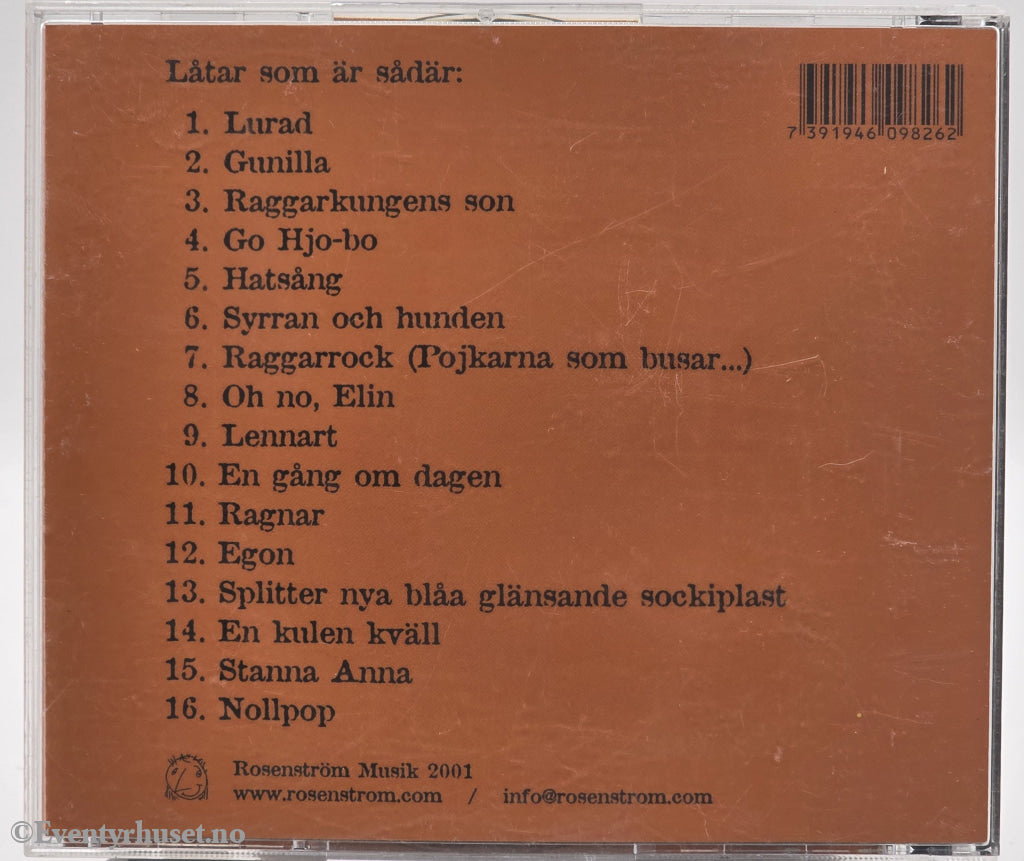 Låtar som är sådär:
7 391946 098262
1. Lurad
2. Gunilla
3. Raggarkungens son
4. Go Hjo-bo
5. Hatsång
6. Syrran och hunden
7. Raggarrock (Pojkarna som busar...)
8. Oh no, Elin
9. Lennart
10. En gång om dagen
11. Ragnar
12. Egon
13. Splitter nya blåa glänsande sockiplast
14. En kulen kväll
15. Stanna Anna
16. Nollpop
Rosenström Musik 2001
www.rosenstrom.com / info@rosenstrom.com
©Eventyrhuset.no